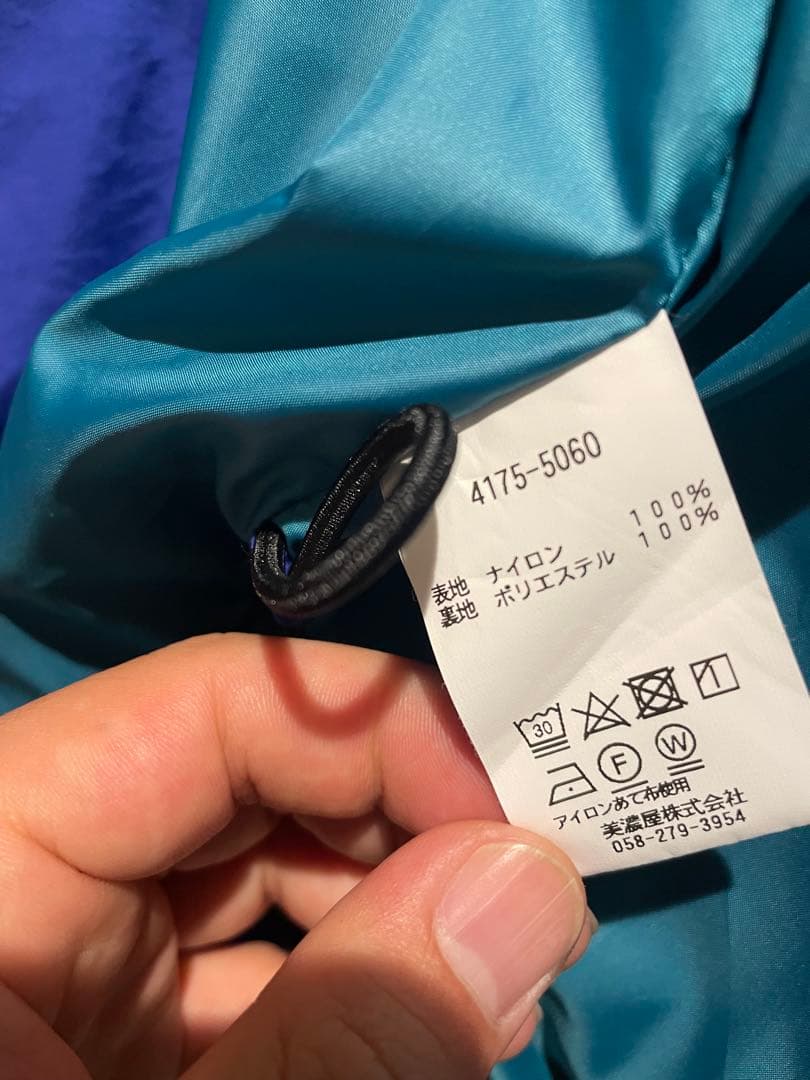 4175-5060
表地 ナイロン 100%
裏地 ポリエステル 100%
30
F W
アイロンあて布使用
美濃屋株式会社
058-279-3954